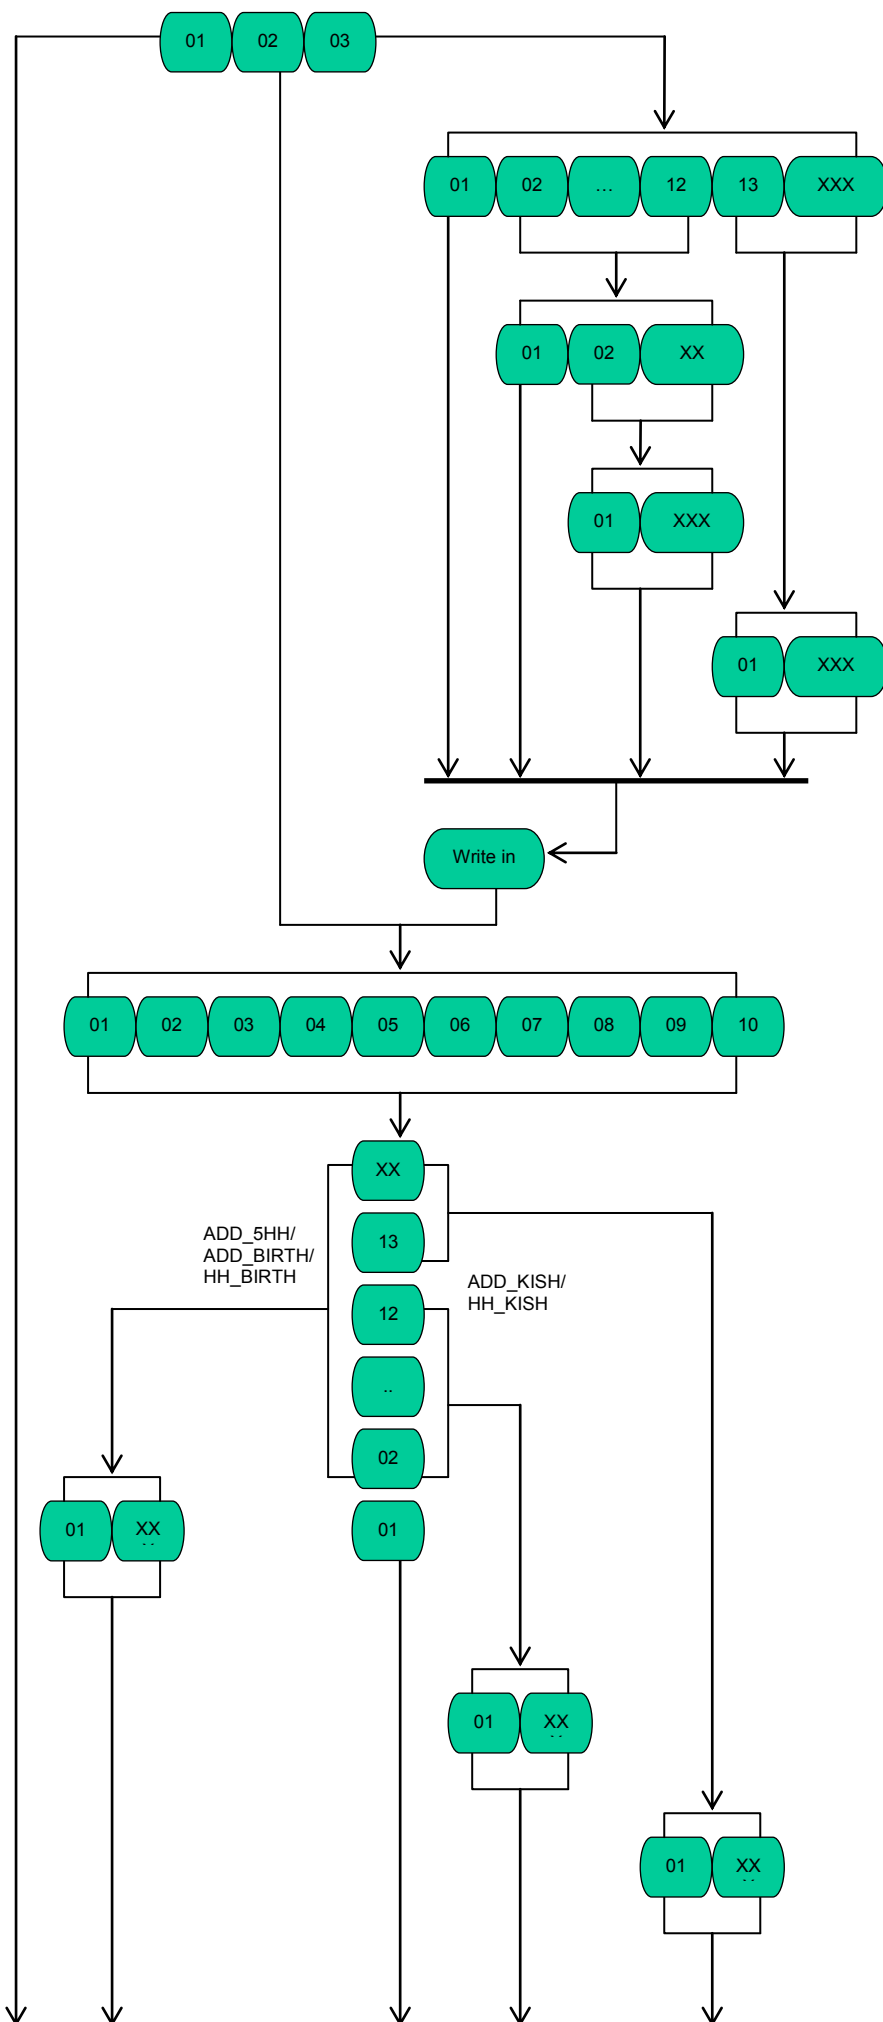 01 02 03
01 02 ... 12 13 XXX
01 02 XX
01 XXX
01 XXX
Write in
01 02 03 04 05 06 07 08 09 10
XX
13
ADD_5HH/
ADD_BIRTH/
HH_BIRTH
ADD_KISH/
HH_KISH
12
..
02
01
01 XX
01 XX
01 XX